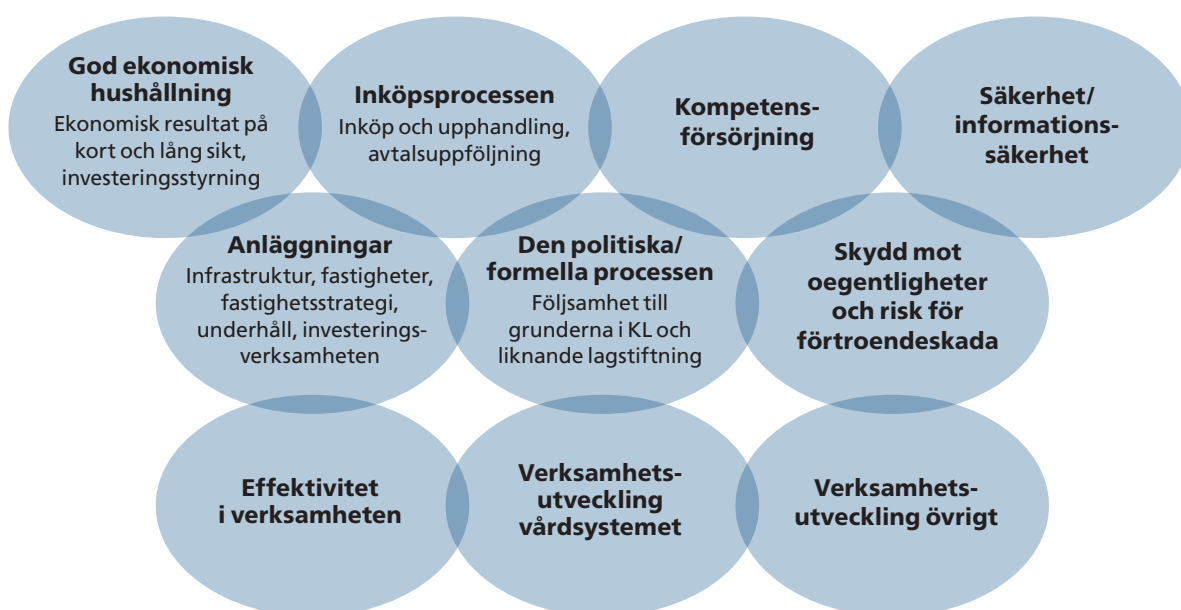 God ekonomisk
hushållning
Ekonomisk resultat på
kort och lång sikt,
investeringsstyrning
Inköpsprocessen
Inköp och upphandling,
avtalsuppföljning
Kompetens-
försörjning
Säkerhet/
informations-
säkerhet
Anläggningar
Infrastruktur, fastigheter,
fastighetsstrategi,
underhåll, investerings-
verksamheten
Den politiska/
formella processen
Följsamhet till
grunderna i KL och
liknande lagstiftning
Skydd mot
oegentligheter
och risk för
förtroendeskada
Effektivitet
i verksamheten
Verksamhets-
utveckling
vårdsystemet
Verksamhets-
utveckling övrigt